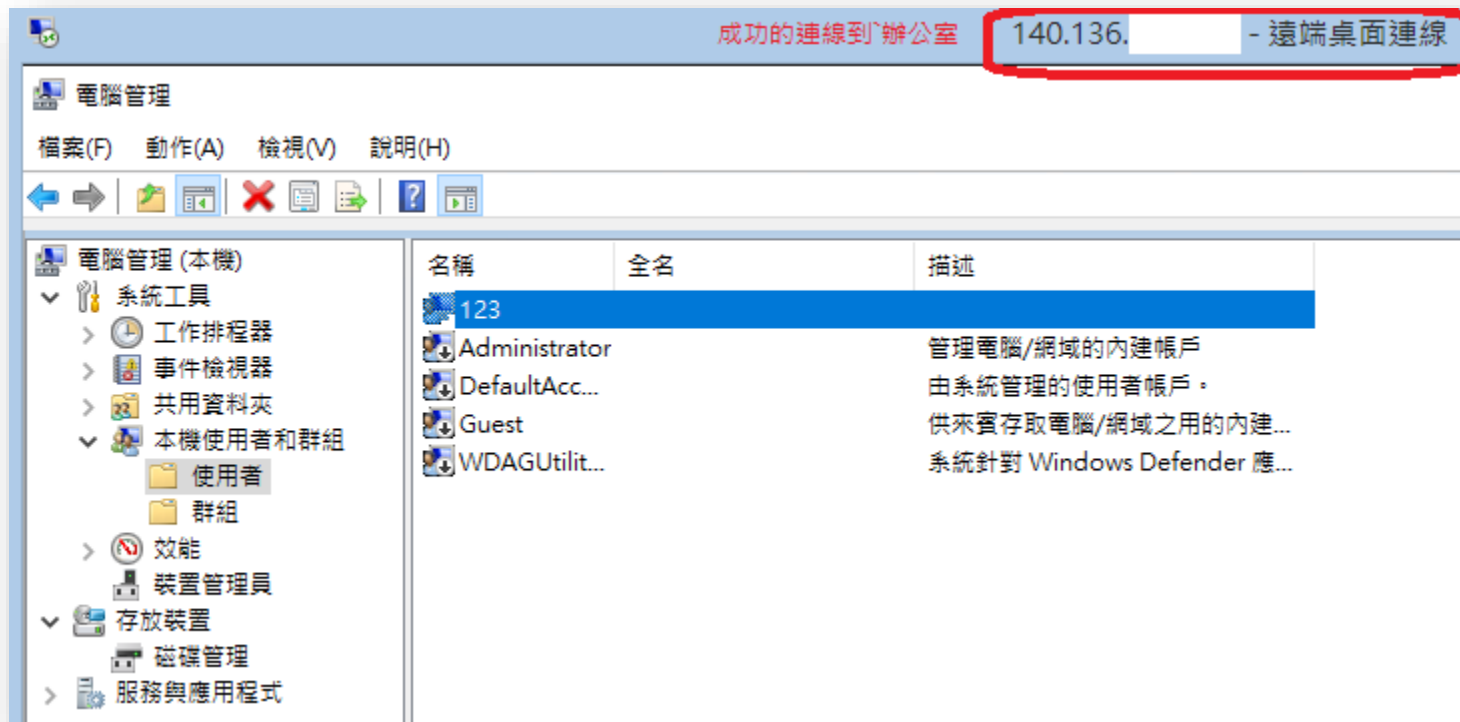 成功的連線到`辦公室 140.136. - 遠端桌面連線
電腦管理
檔案(F) 動作(A) 檢視(V) 說明(H)
電腦管理 (本機)
系統工具
工作排程器
事件檢視器
共用資料夾
本機使用者和群組
使用者
群組
效能
裝置管理員
存放裝置
磁碟管理
服務與應用程式
名稱 全名 描述
123
Administrator 管理電腦/網域的內建帳戶
DefaultAcc... 由系統管理的使用者帳戶。
Guest 供來賓存取電腦/網域之用的內建...
WDAGUtilit... 系統針對 Windows Defender 應...